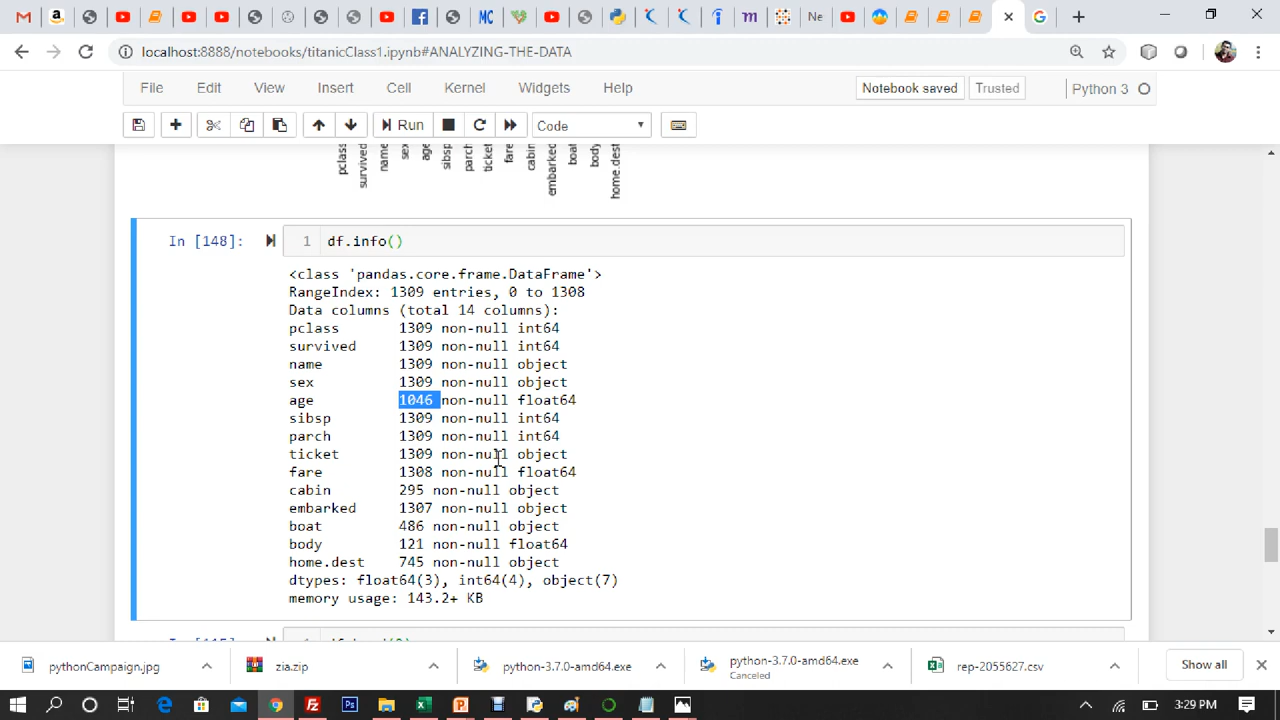 Ne
localhost:8888/notebooks/titanicClass1.ipynb#ANALYZING-THE-DATA
File Edit View Insert Cell Kernel Widgets Help Notebook saved Trusted Python 3
Run Code
pclass
survived
name
sex
age
sibsp
parch
ticket
fare
cabin
embarked
boat
body
home.dest
In [148]: 1 df.info()
<class 'pandas.core.frame.DataFrame'>
RangeIndex: 1309 entries, 0 to 1308
Data columns (total 14 columns):
pclass 1309 non-null int64
survived 1309 non-null int64
name 1309 non-null object
sex 1309 non-null object
age 1046 non-null float64
sibsp 1309 non-null int64
parch 1309 non-null int64
ticket 1309 non-null object
fare 1308 non-null float64
cabin 295 non-null object
embarked 1307 non-null object
boat 486 non-null object
body 121 non-null float64
home.dest 745 non-null object
dtypes: float64(3), int64(4), object(7)
memory usage: 143.2+ KB
pythonCampaign.jpg zia.zip python-3.7.0-amd64.exe python-3.7.0-amd64.exe rep-2055627.csv Show all
Canceled
3:29 PM